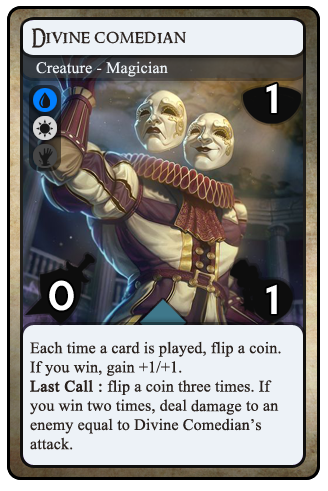 DIVINE COMEDIAN
Creature - Magician
1
0
1
Each time a card is played, flip a coin.
If you win, gain +1/+1.
Last Call : flip a coin three times. If
you win two times, deal damage to an
enemy equal to Divine Comedian's
attack.